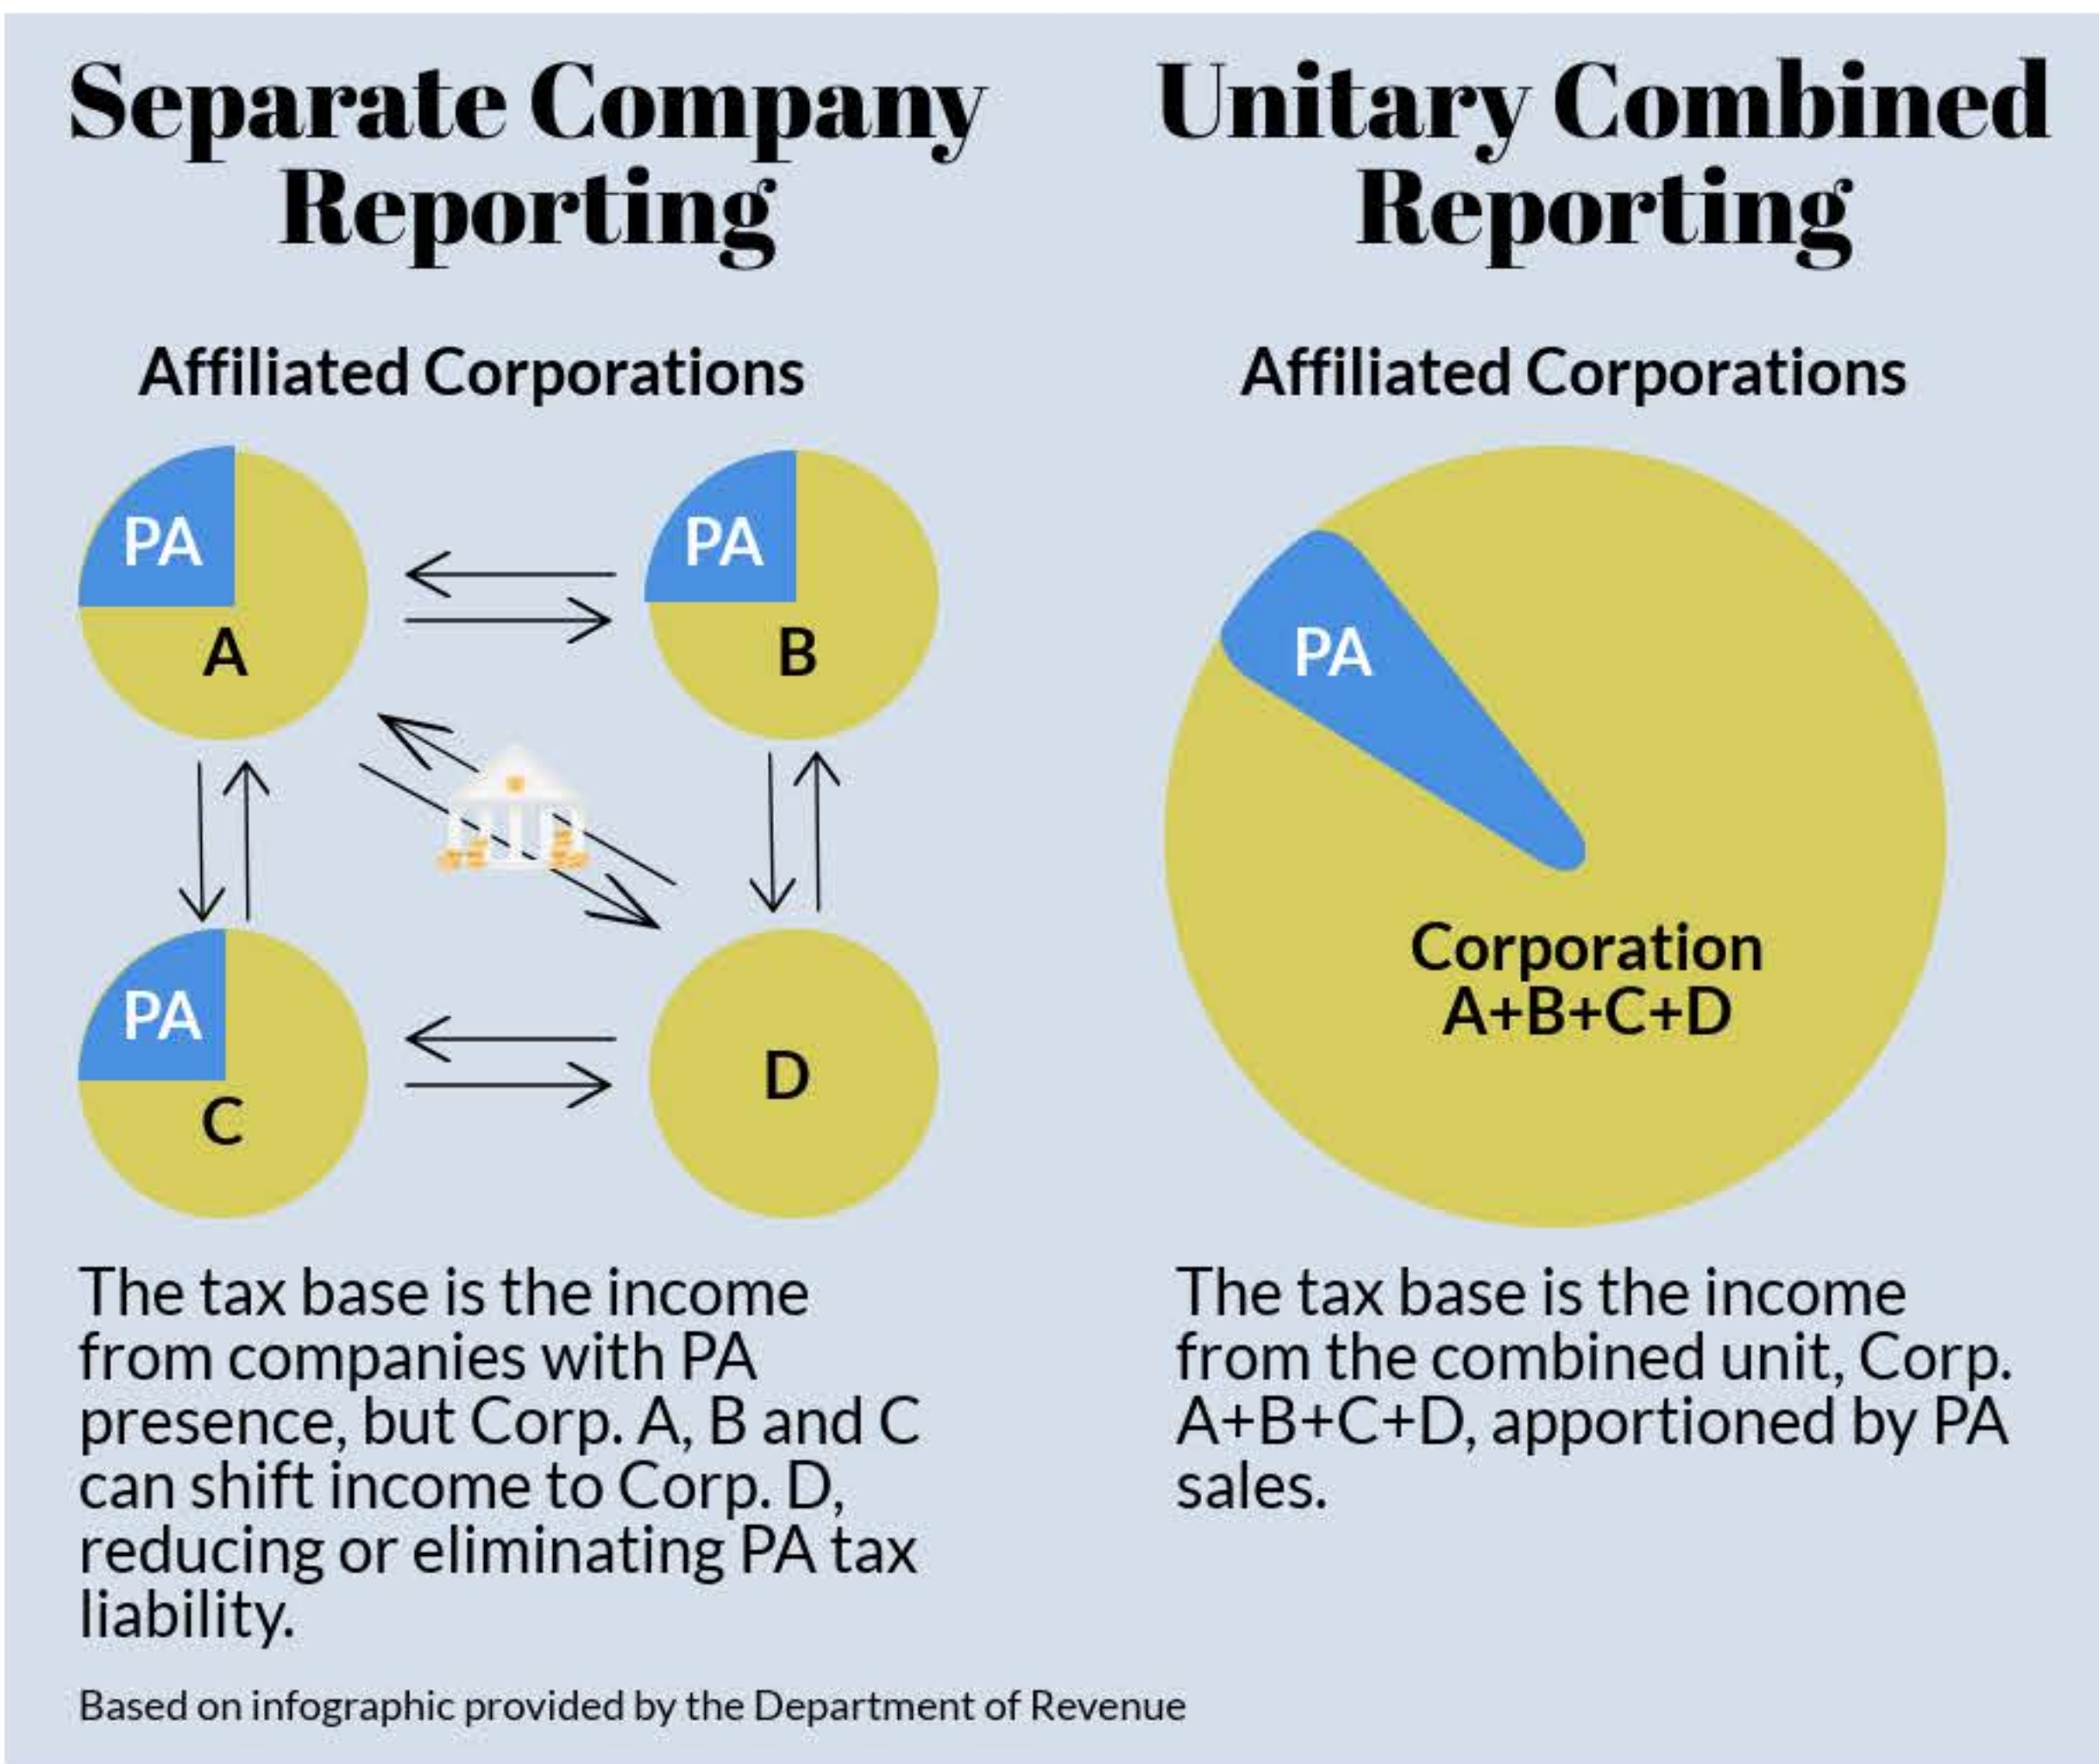 Separate Company
Reporting
Affiliated Corporations
PA
A
PA
B
PA
C
D
The tax base is the income
from companies with PA
presence, but Corp. A, B and C
can shift income to Corp. D,
reducing or eliminating PA tax
liability.
Unitary Combined
Reporting
Affiliated Corporations
PA
Corporation
A+B+C+D
The tax base is the income
from the combined unit, Corp.
A+B+C+D, apportioned by PA
sales.
Based on infographic provided by the Department of Revenue